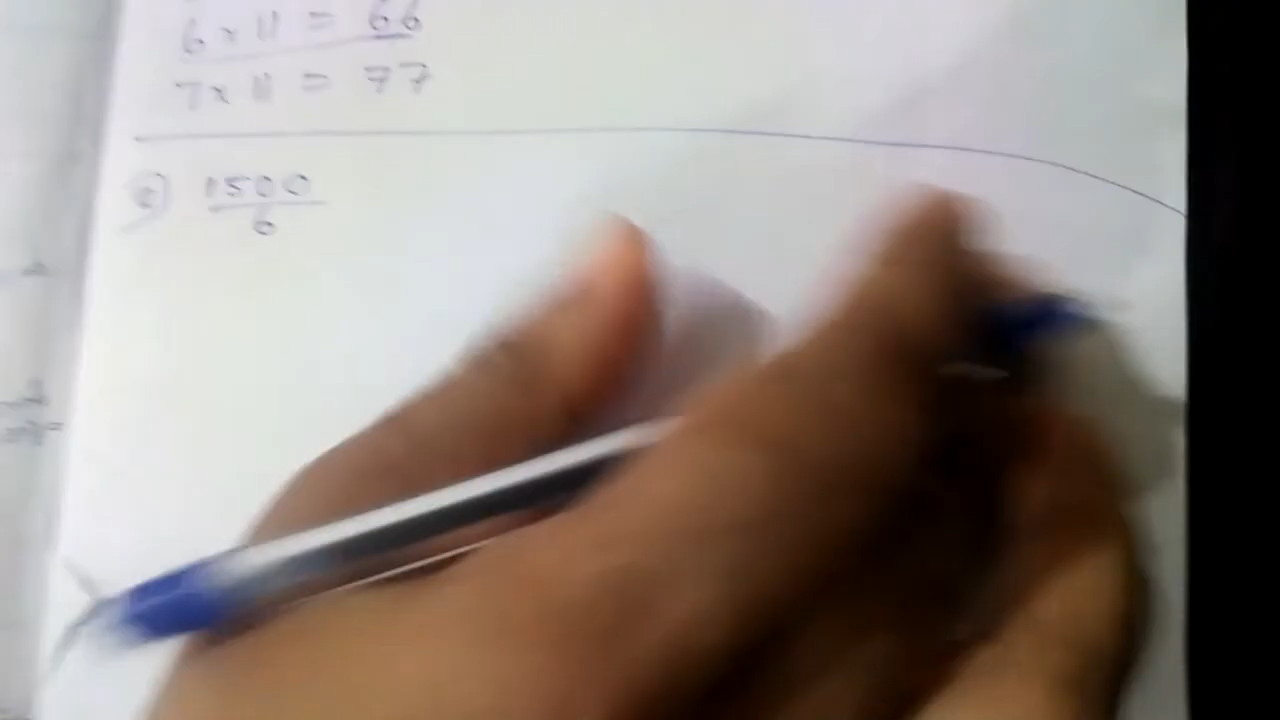 6 x 11 = 66
7 x 11 = 77
1500
6